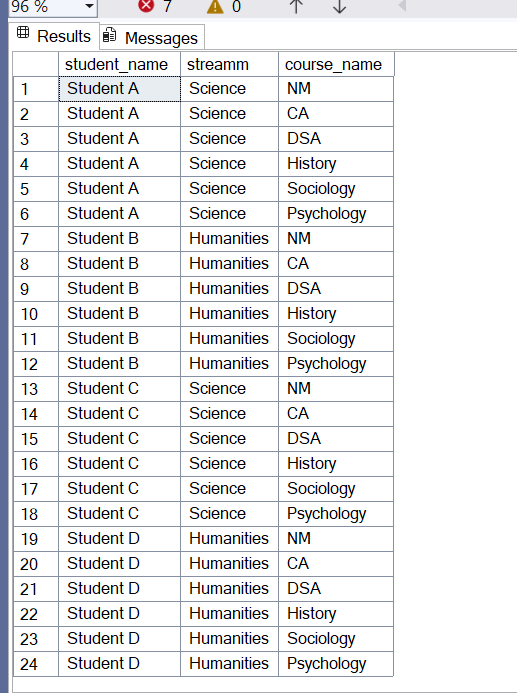 96 % 7 0
Results Messages
student_name streamm course_name
1 Student A Science NM
2 Student A Science CA
3 Student A Science DSA
4 Student A Science History
5 Student A Science Sociology
6 Student A Science Psychology
7 Student B Humanities NM
8 Student B Humanities CA
9 Student B Humanities DSA
10 Student B Humanities History
11 Student B Humanities Sociology
12 Student B Humanities Psychology
13 Student C Science NM
14 Student C Science CA
15 Student C Science DSA
16 Student C Science History
17 Student C Science Sociology
18 Student C Science Psychology
19 Student D Humanities NM
20 Student D Humanities CA
21 Student D Humanities DSA
22 Student D Humanities History
23 Student D Humanities Sociology
24 Student D Humanities Psychology